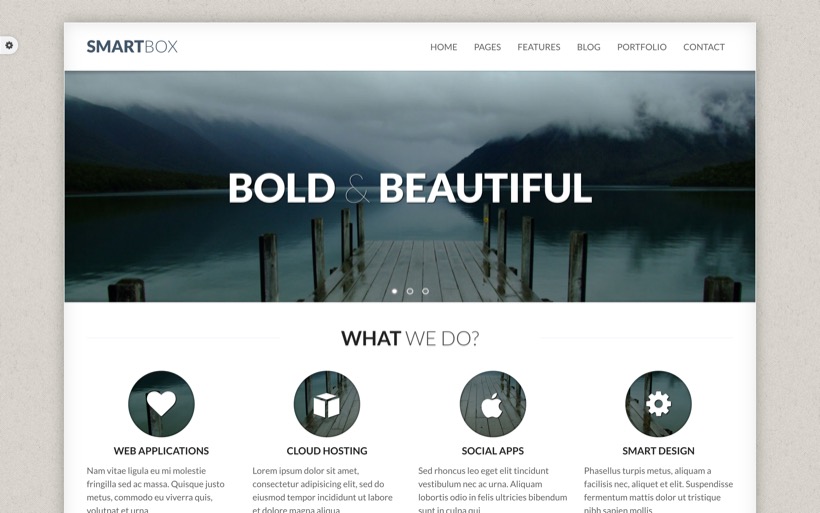 SMARTBOX
HOME PAGES FEATURES BLOG PORTFOLIO CONTACT
BOLD & BEAUTIFUL
WHAT WE DO?
WEB APPLICATIONS
Nam vitae ligula eu mi molestie
fringilla sed ac massa. Quisque justo
metus, commodo eu viverra quis,
volutpat et urna.
CLOUD HOSTING
Lorem ipsum dolor sit amet,
consectetur adipisicing elit, sed do
eiusmod tempor incididunt ut labore
et dolore magna aliqua.
SOCIAL APPS
Sed rhoncus leo eget elit tincidunt
vestibulum nec ac urna. Aliquam
lobortis odio in felis ultricies bibendum
sunt in culpa qui
SMART DESIGN
Phasellus turpis metus, aliquam a
facilisis nec, aliquet et elit. Suspendisse
fermentum mattis dolor ut tristique
nibh sapien mollis